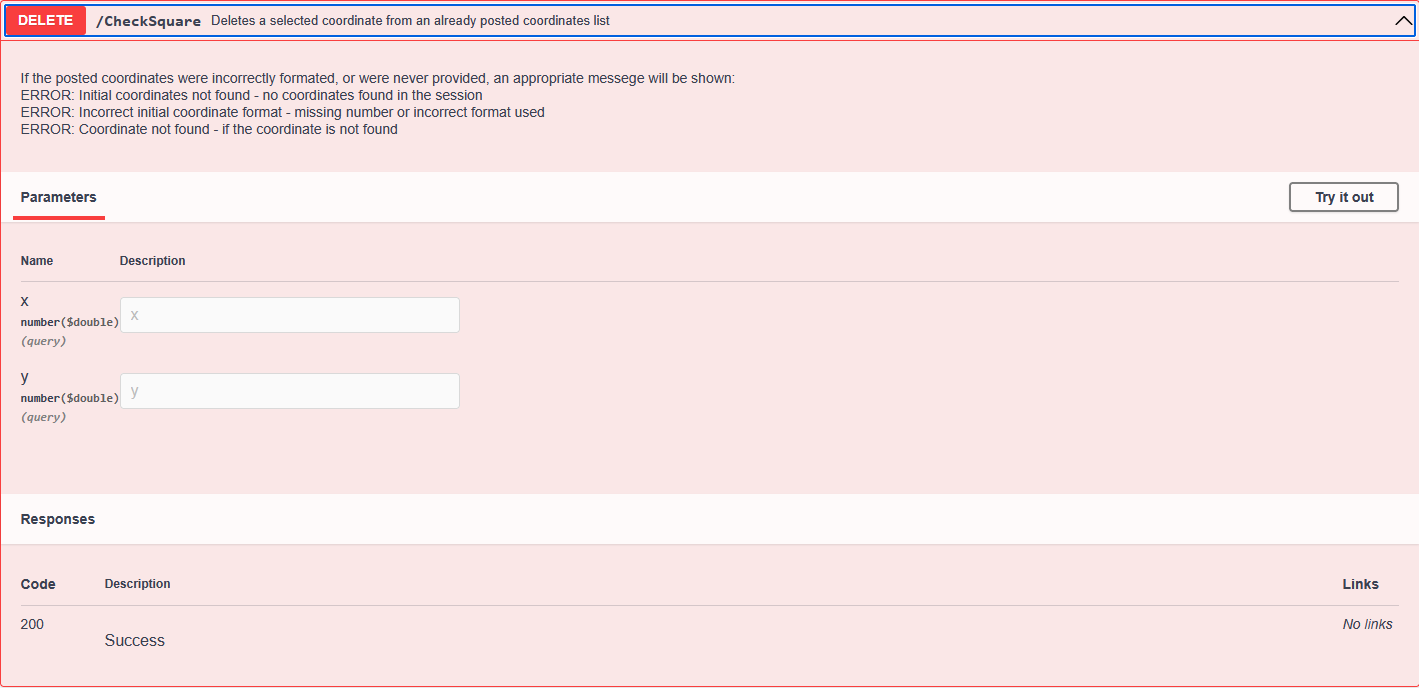 DELETE /CheckSquare Deletes a selected coordinate from an already posted coordinates list
If the posted coordinates were incorrectly formated, or were never provided, an appropriate messege will be shown:
ERROR: Initial coordinates not found - no coordinates found in the session
ERROR: Incorrect initial coordinate format - missing number or incorrect format used
ERROR: Coordinate not found - if the coordinate is not found
Parameters Try it out
Name Description
x
number($double) x
(query)
y
number($double) y
(query)
Responses
Code Description Links
200 No links
Success